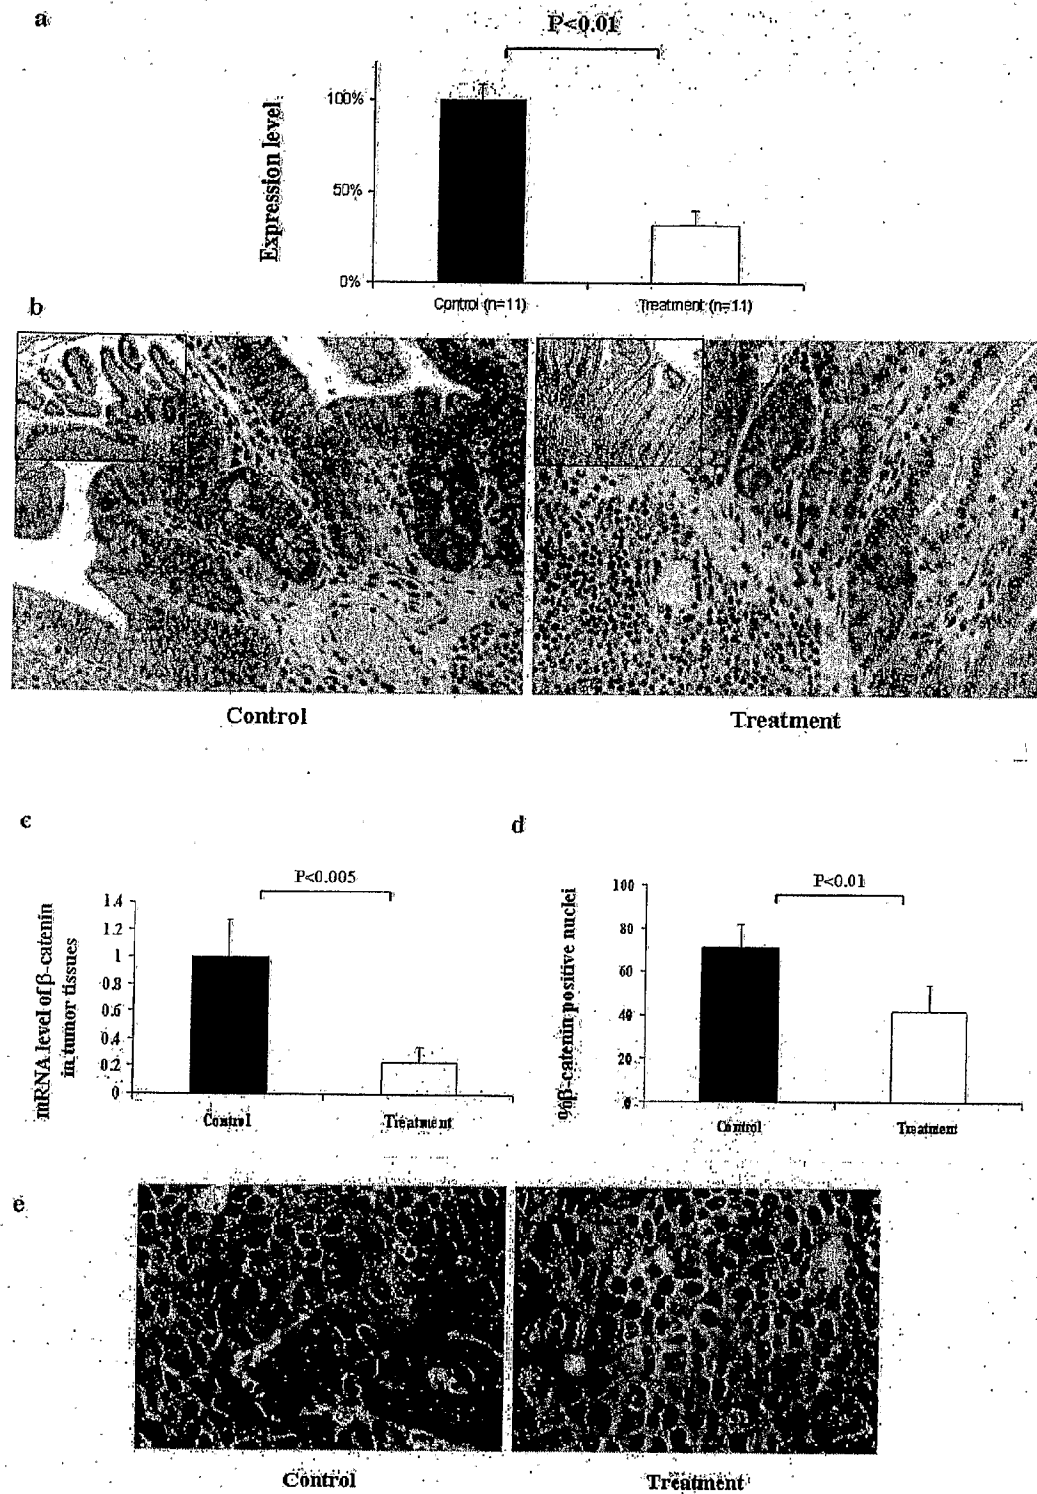 a
P<0.01
Expression level
100%
50%
0%
Control (n=11)
Treatment (n=11)
b
Control
Treatment
c
P<0.005
mRNA level of β-catenin
in tumor tissues
1.4
1.2
1
0.8
0.6
0.4
0.2
0
Control
Treatment
d
P<0.01
%β-catenin positive nuclei
100
80
60
40
20
0
Control
Treatment
e
Control
Treatment